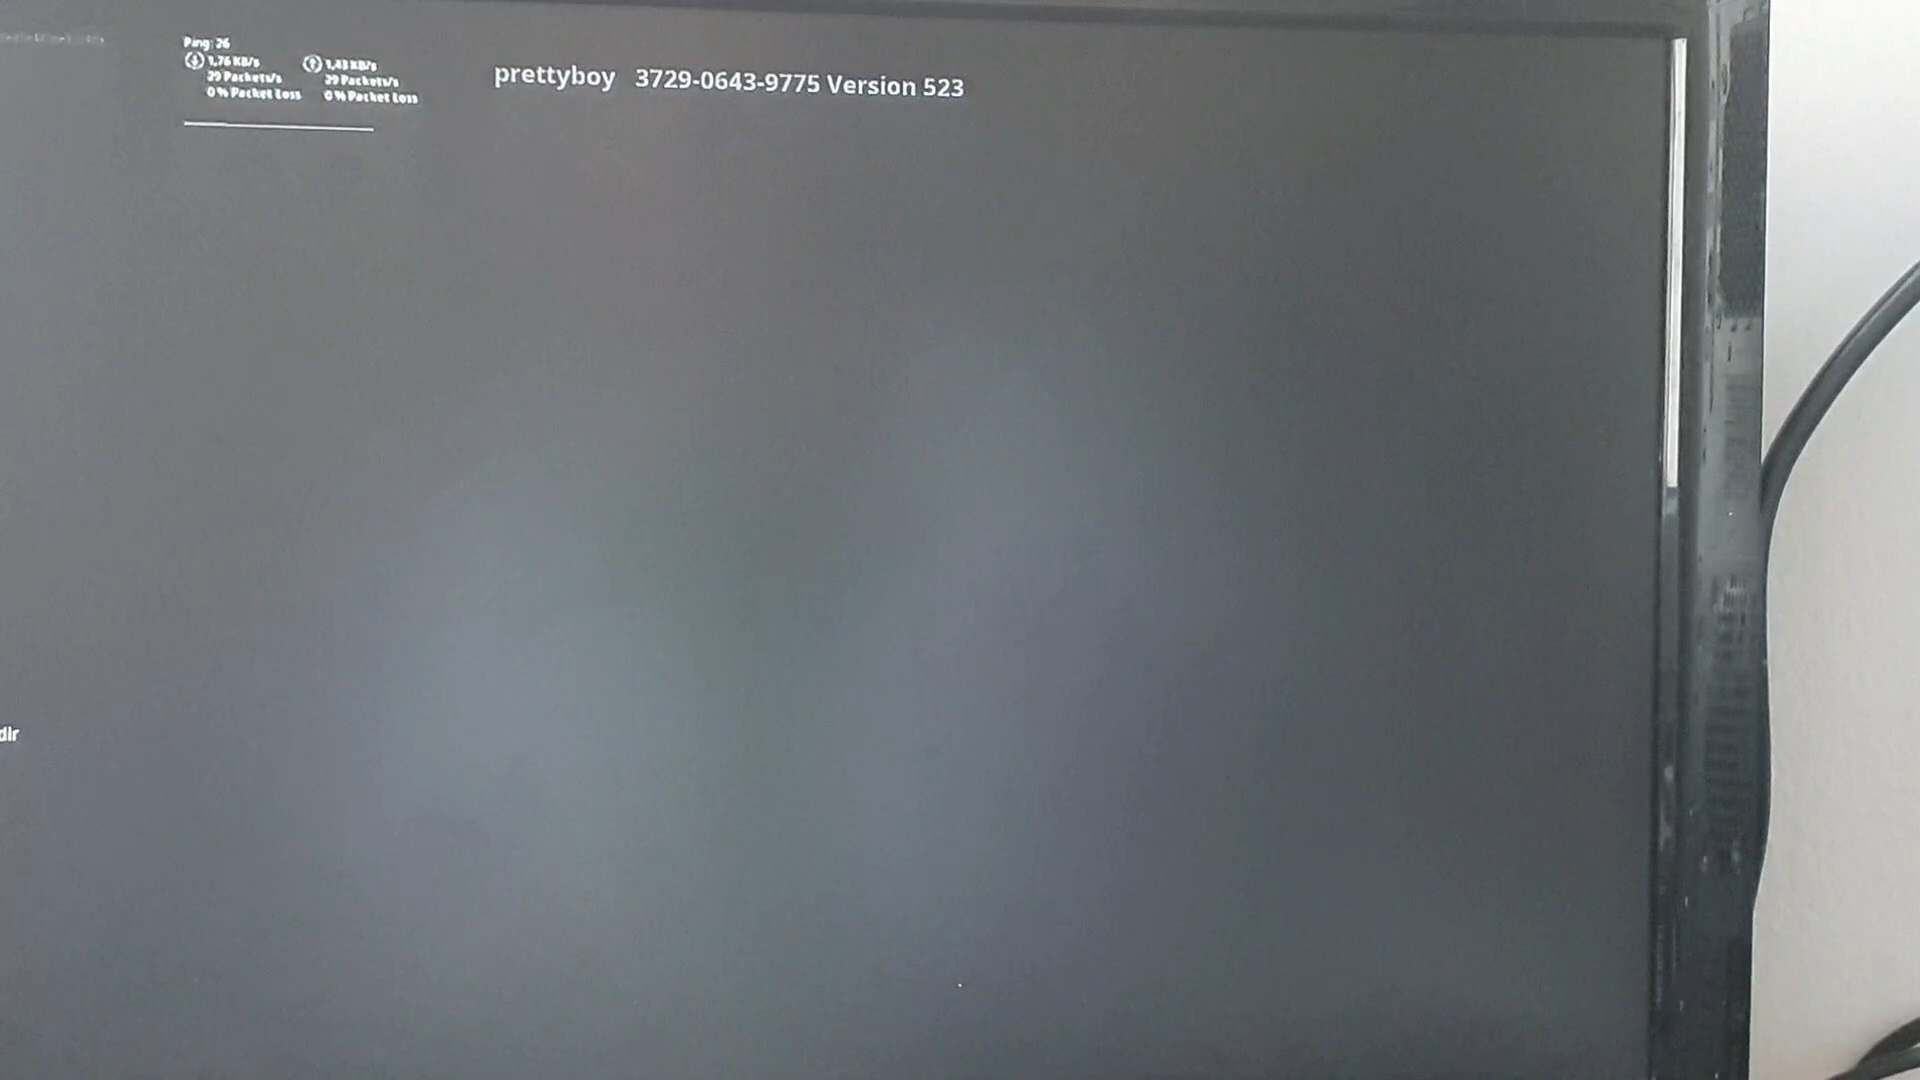 Ping: 26
1,76 KB/s 1,43 KB/s
29 Packets/s 29 Packets/s
0 % Packet Loss 0 % Packet Loss
prettyboy 3729-0643-9775 Version 523
dir